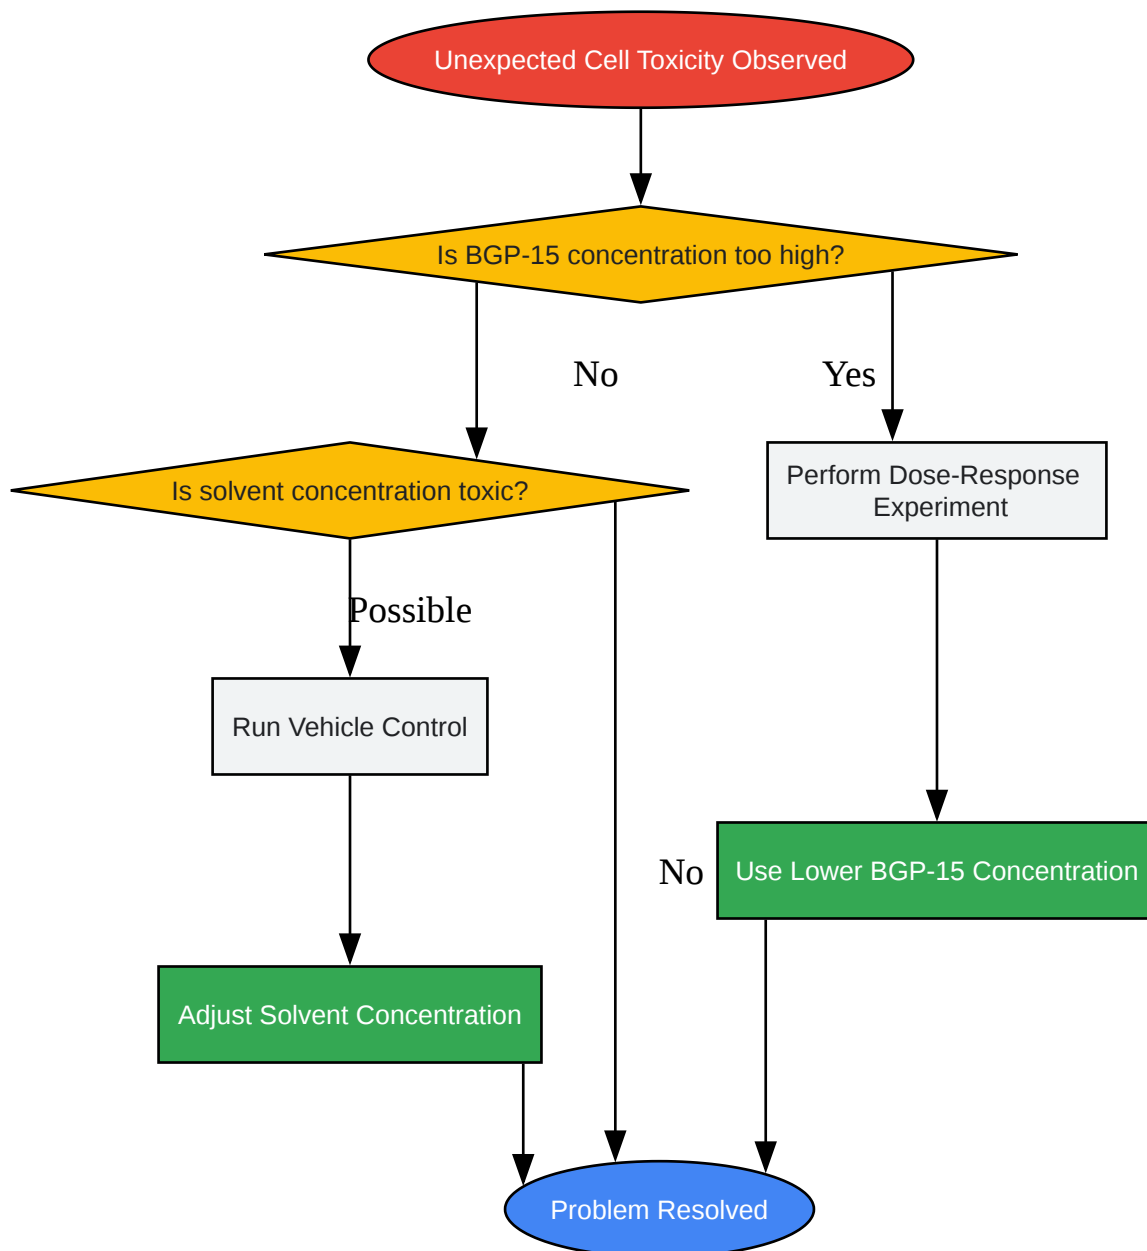 Unexpected Cell Toxicity Observed
Is BGP-15 concentration too high?
No
Yes
Is solvent concentration toxic?
Perform Dose-Response
Experiment
Possible
Run Vehicle Control
No
Use Lower BGP-15 Concentration
Adjust Solvent Concentration
Problem Resolved